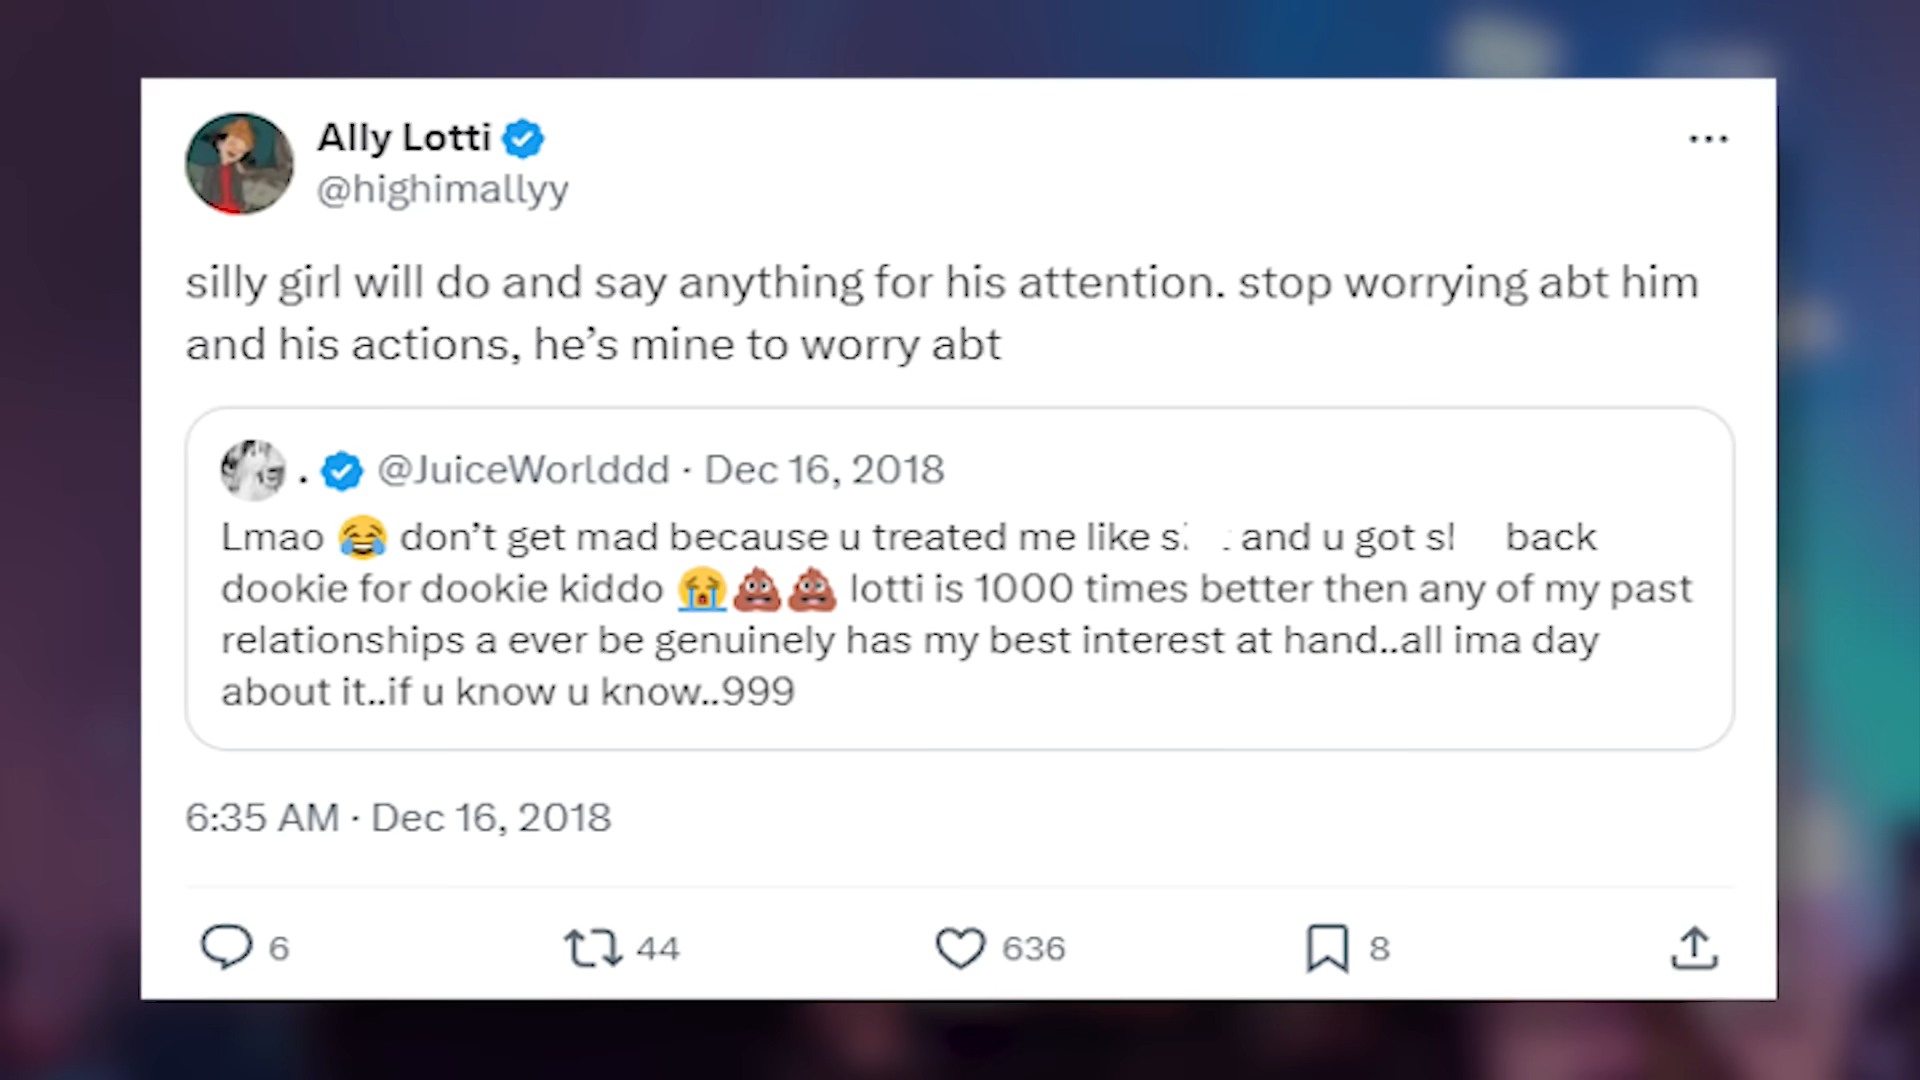 Ally Lotti
@highimallyy
silly girl will do and say anything for his attention. stop worrying abt him
and his actions, he’s mine to worry abt
. @JuiceWorlddd · Dec 16, 2018
Lmao 😂 don’t get mad because u treated me like and u got back
dookie for dookie kiddo 😭💩💩 lotti is 1000 times better then any of my past
relationships a ever be genuinely has my best interest at hand..all ima day
about it..if u know u know..999
6:35 AM · Dec 16, 2018
6 44 636 8